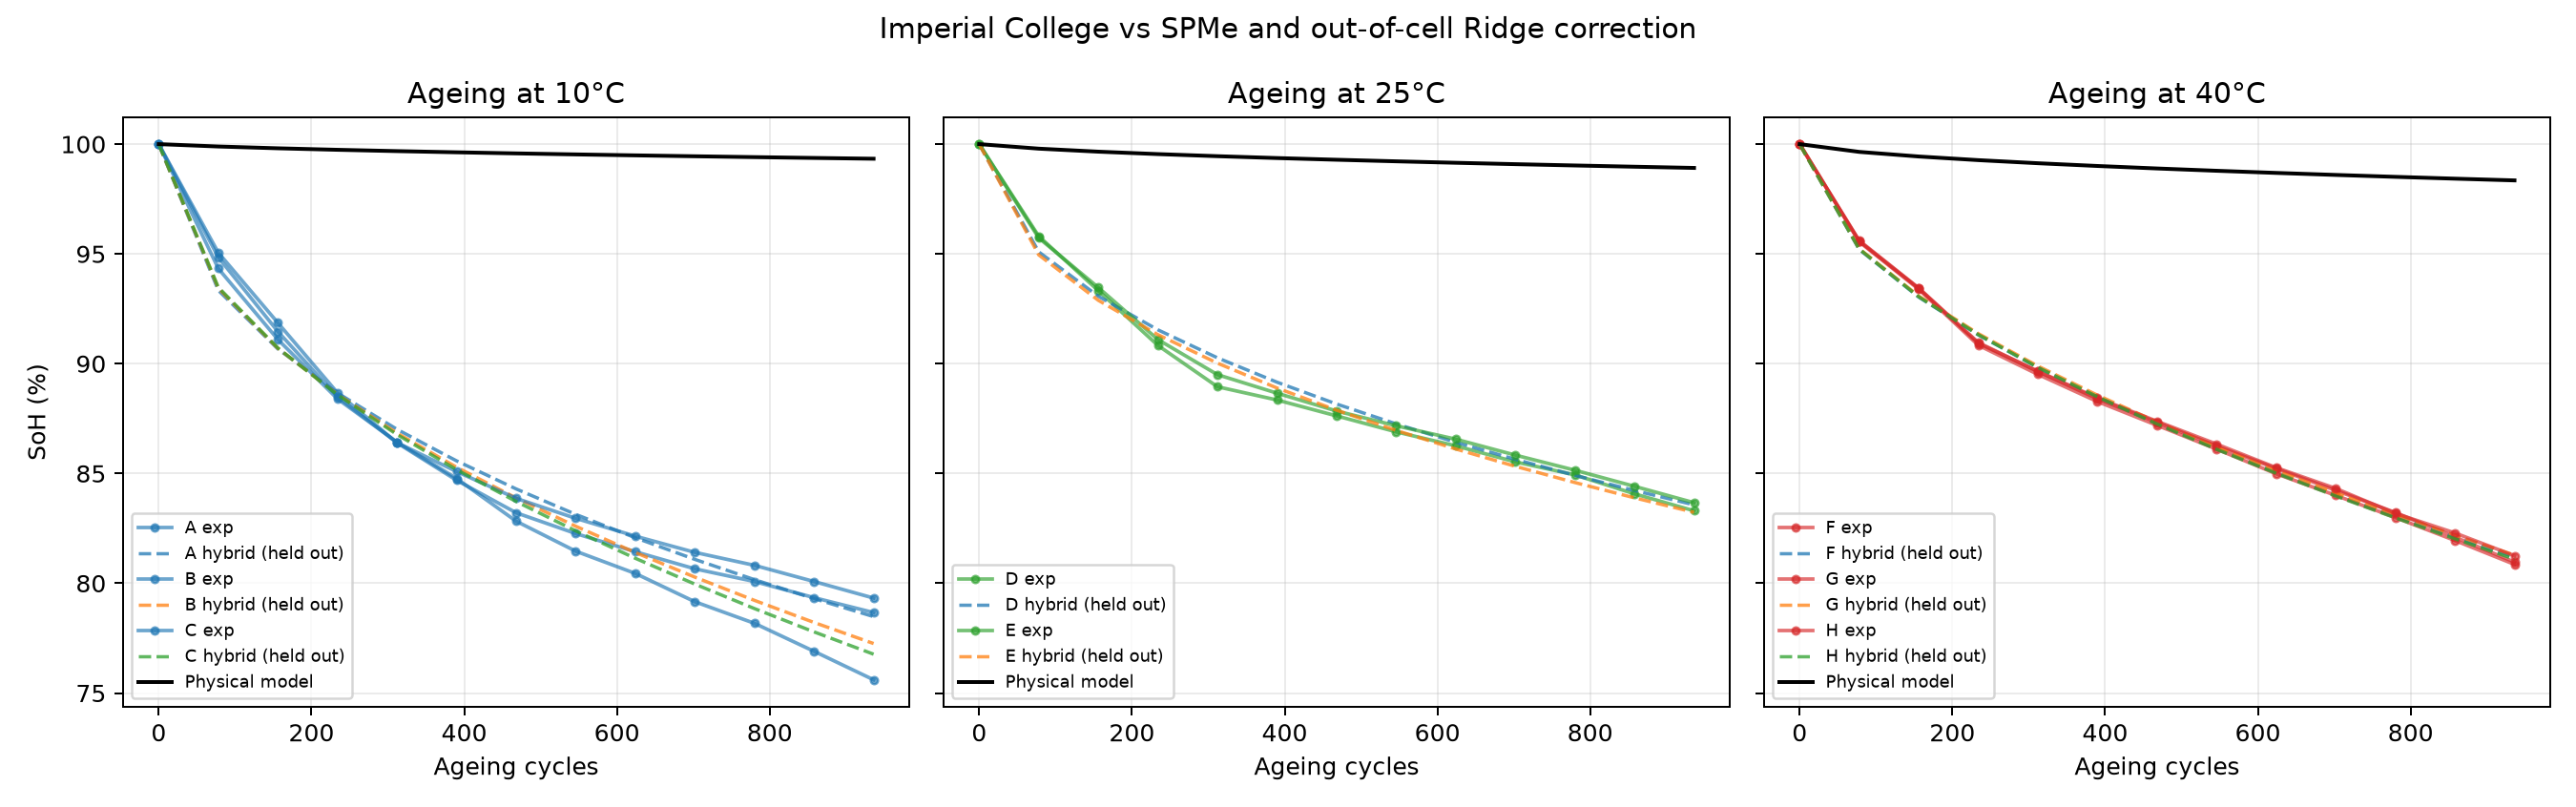 Imperial College vs SPMe and out-of-cell Ridge correction
Ageing at 10°C
Ageing at 25°C
Ageing at 40°C
SoH (%)
100
95
90
85
80
75
A exp
A hybrid (held out)
B exp
B hybrid (held out)
C exp
C hybrid (held out)
Physical model
0 200 400 600 800
Ageing cycles
D exp
D hybrid (held out)
E exp
E hybrid (held out)
Physical model
0 200 400 600 800
Ageing cycles
F exp
F hybrid (held out)
G exp
G hybrid (held out)
H exp
H hybrid (held out)
Physical model
0 200 400 600 800
Ageing cycles